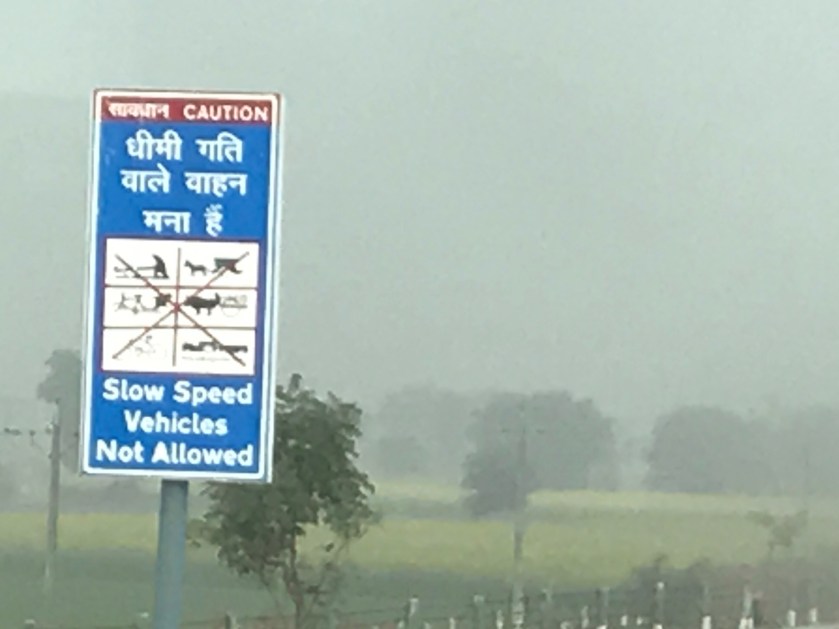 सावधान CAUTION
धीमी गति
वाले वाहन
मना हैं
Slow Speed
Vehicles
Not Allowed